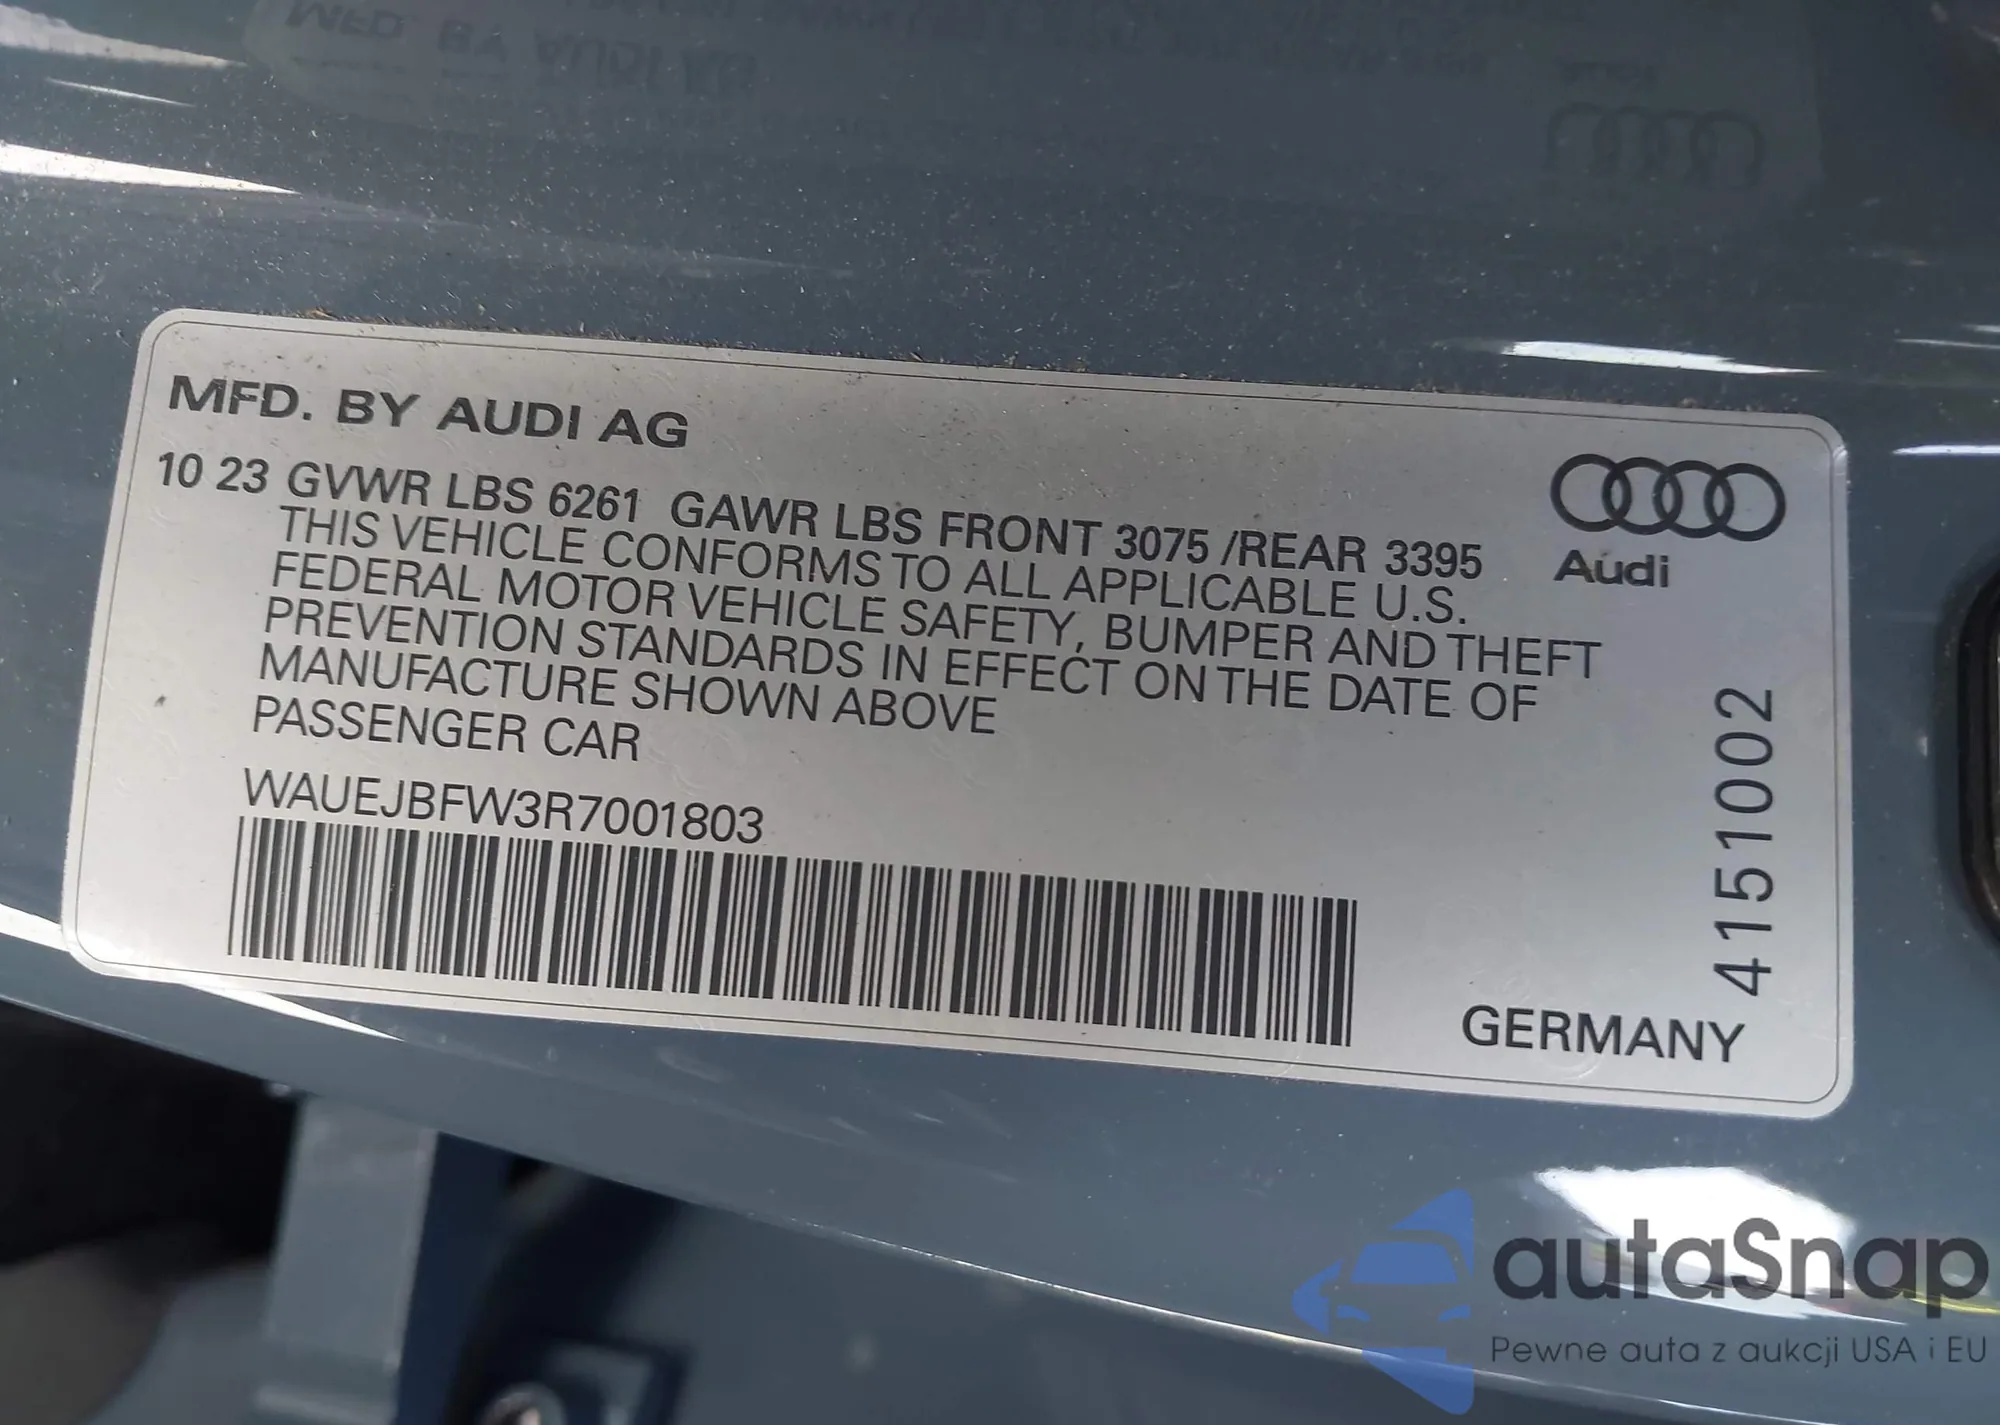 MFD. BY AUDI AG
10 23 GVWR LBS 6261 GAWR LBS FRONT 3075 /REAR 3395
THIS VEHICLE CONFORMS TO ALL APPLICABLE U.S.
FEDERAL MOTOR VEHICLE SAFETY, BUMPER AND THEFT
PREVENTION STANDARDS IN EFFECT ON THE DATE OF
MANUFACTURE SHOWN ABOVE
PASSENGER CAR
WAUEJBFW3R7001803
Audi
4151002
GERMANY
autaSnap
Pewne auta z aukcji USA i EU